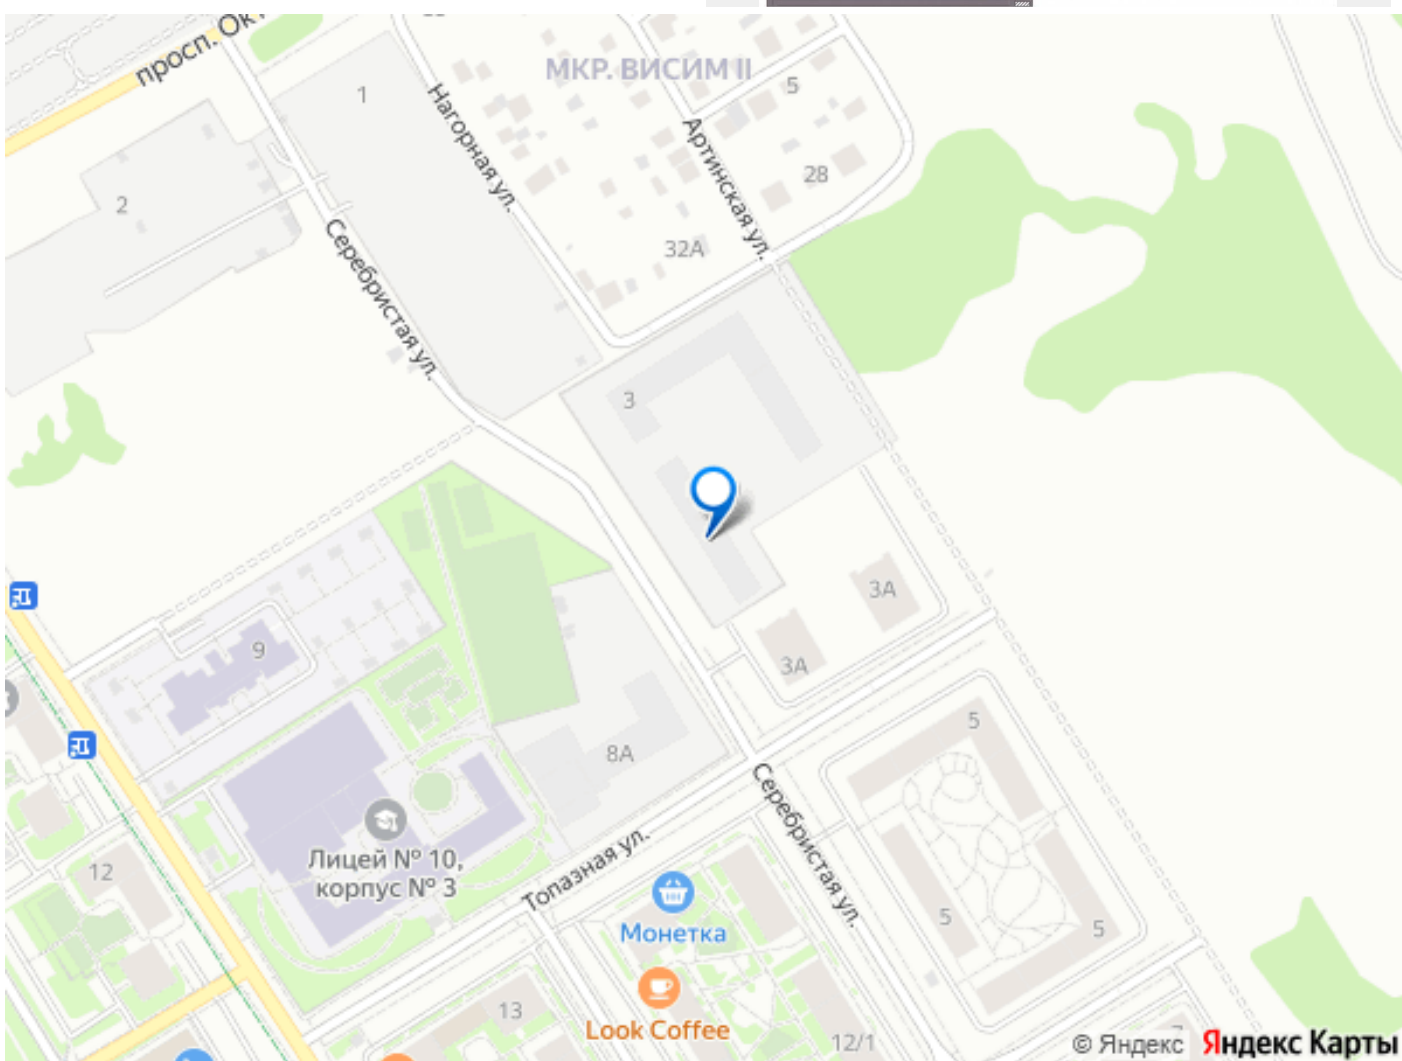 просп. Окт
МКР. ВИСИМ II
1
5
Нагорная ул.
Артинская ул.
28
2
32А
Серебристая ул.
3
3А
9
3А
5
8А
Серебристая ул.
Лицей № 10,
корпус № 3
12
Топазная ул.
Монетка
5
5
13
Look Coffee
12/1
© Яндекс Яндекс Карты